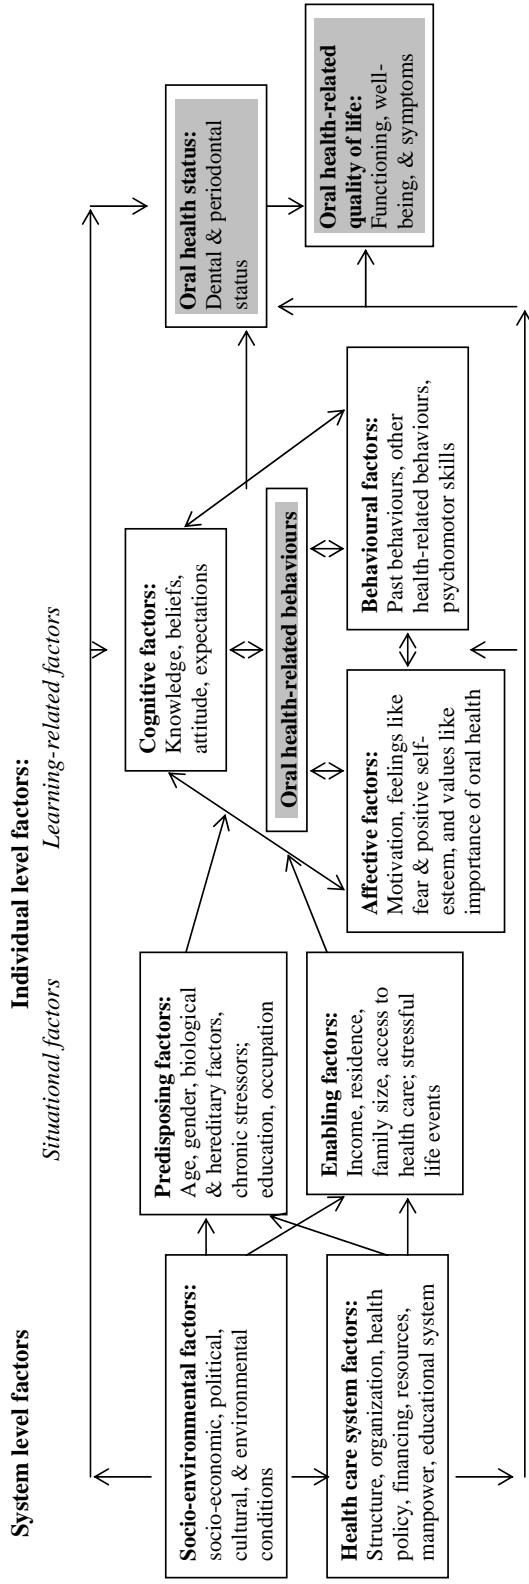 System level factors
Individual level factors:
Situational factors
Learning-related factors
Socio-environmental factors:
socio-economic, political,
cultural, & environmental
conditions
Health care system factors:
Structure, organization, health
policy, financing, resources,
manpower, educational system
Predisposing factors:
Age, gender, biological
& hereditary factors,
chronic stressors;
education, occupation
Enabling factors:
Income, residence,
family size, access to
health care; stressful
life events
Cognitive factors:
Knowledge, beliefs,
attitude, expectations
Oral health-related behaviours
Affective factors:
Motivation, feelings like
fear & positive self-
esteem, and values like
importance of oral health
Behavioural factors:
Past behaviours, other
health-related behaviours,
psychomotor skills
Oral health status:
Dental & periodontal
status
Oral health-related
quality of life:
Functioning, well-
being, & symptoms